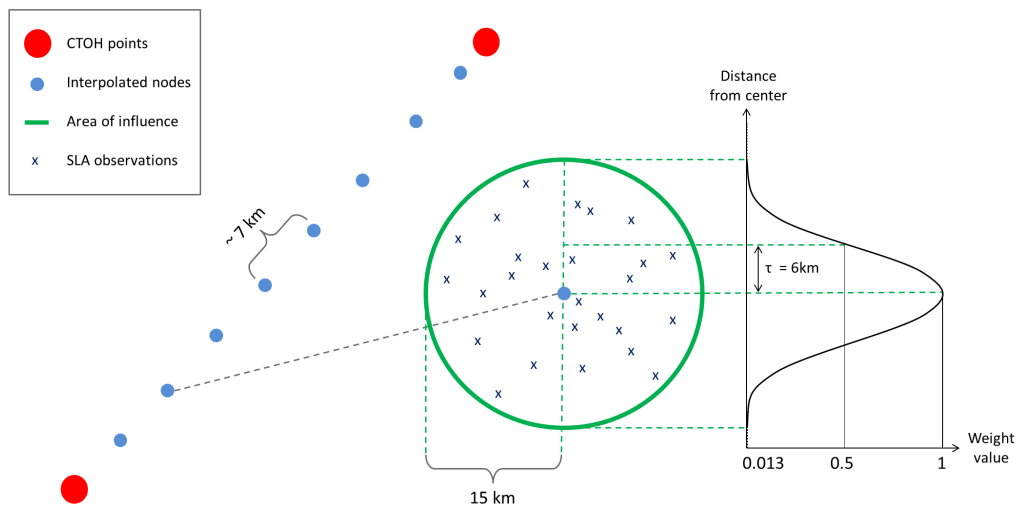 CTOH points
Interpolated nodes
Area of influence
x SLA observations
~ 7 km
15 km
Distance
from center
τ = 6km
0.013 0.5 1
Weight
value